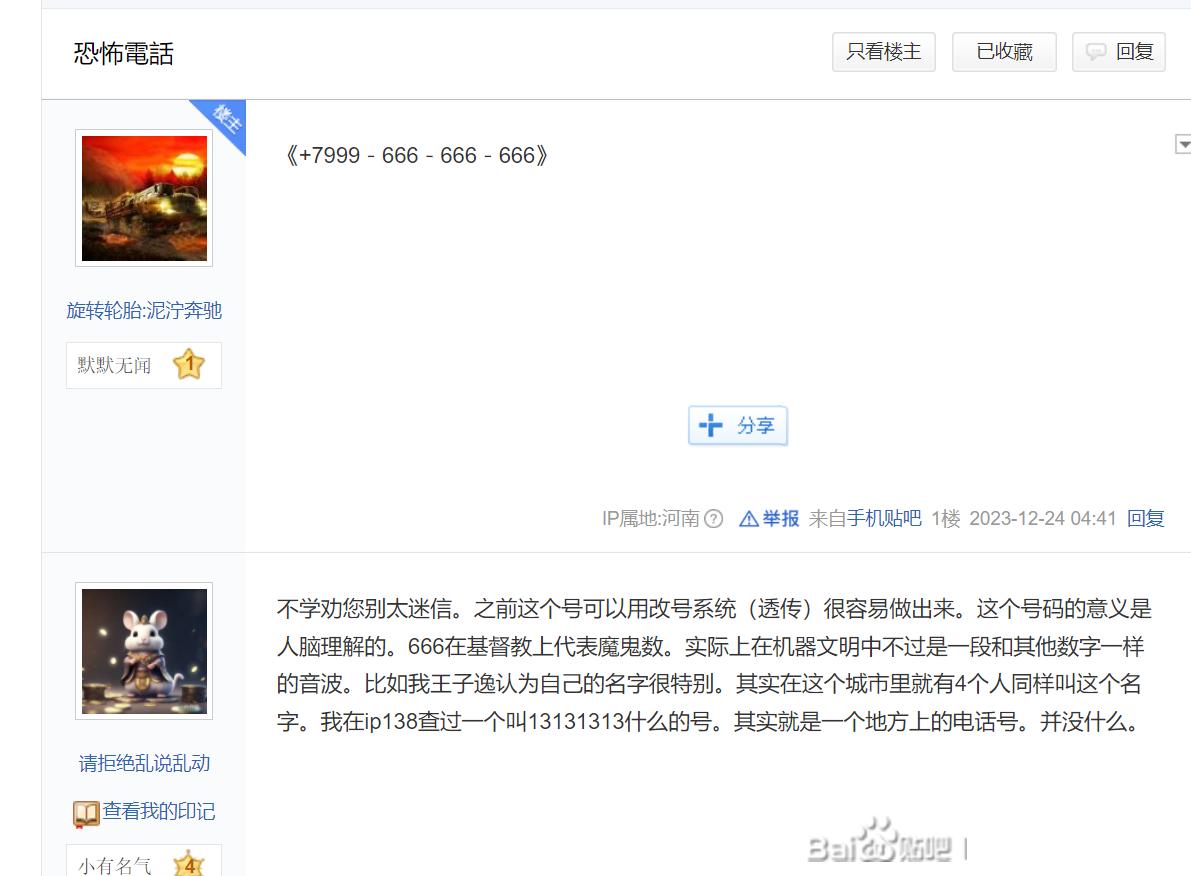 恐怖電話
只看楼主 已收藏 回复
楼主
《+7999 - 666 - 666 - 666》
旋转轮胎:泥泞奔驰
默默无闻 1
分享
IP属地:河南? 举报 来自手机贴吧 1楼 2023-12-24 04:41 回复
不学劝您别太迷信。之前这个号可以用改号系统（透传）很容易做出来。这个号码的意义是
人脑理解的。666在基督教上代表魔鬼数。实际上在机器文明中不过是一段和其他数字一样
的音波。比如我王子逸认为自己的名字很特别。其实在这个城市里就有4个人同样叫这个名
字。我在ip138查过一个叫13131313什么的号。其实就是一个地方上的电话号。并没什么。
请拒绝乱说乱动
查看我的印记
小有名气 4
Bai du 贴吧